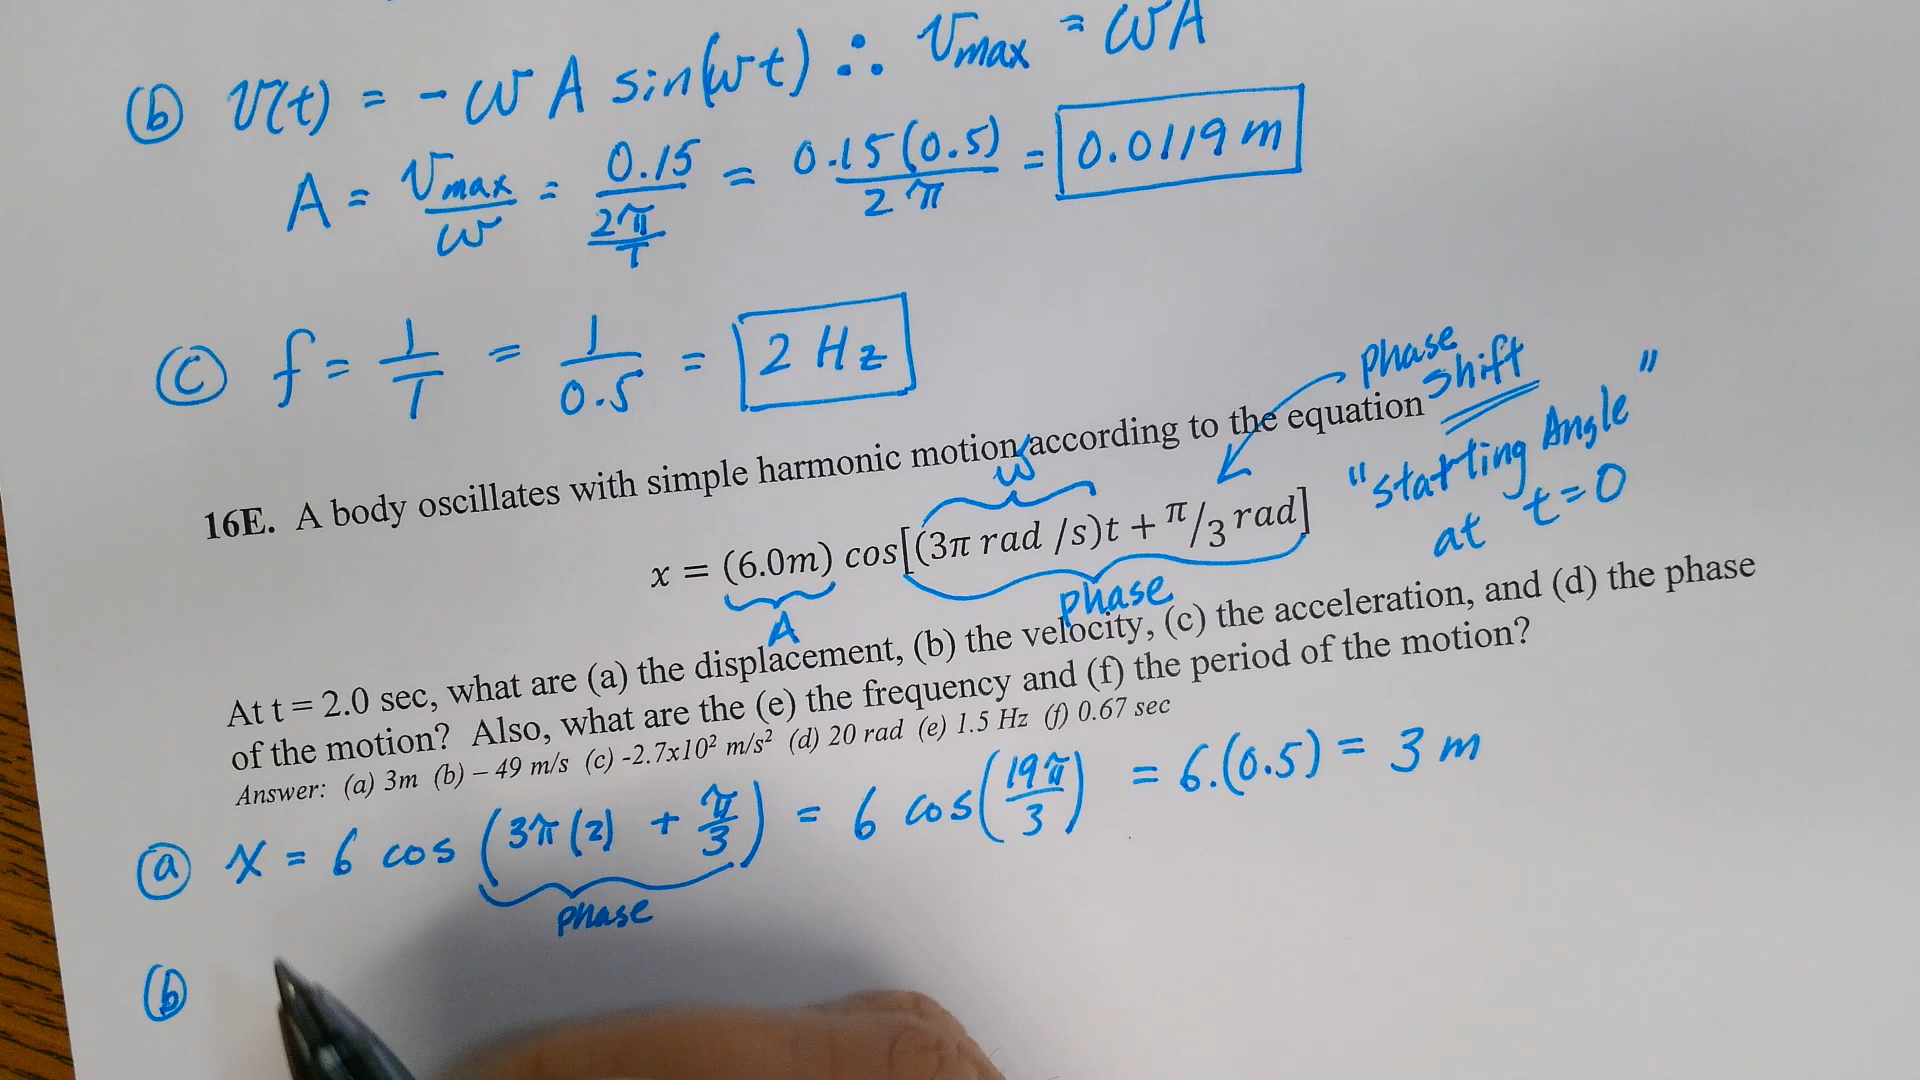 (b) v(t) = -ωA sin(ωt) ∴ vmax = ωA
A = vmax/ω = 0.15/(2π/T) = 0.15(0.5)/2π = 0.0119 m
(c) f = 1/T = 1/0.5 = 2 Hz
phase shift
"starting Angle"
at t=0
16E. A body oscillates with simple harmonic motion according to the equation
ω
x = (6.0m) cos[(3π rad /s)t + π/3 rad]
A
phase
At t = 2.0 sec, what are (a) the displacement, (b) the velocity, (c) the acceleration, and (d) the phase
of the motion? Also, what are the (e) the frequency and (f) the period of the motion?
Answer: (a) 3m (b) – 49 m/s (c) -2.7x10² m/s² (d) 20 rad (e) 1.5 Hz (f) 0.67 sec
(a) x = 6 cos(3π(2) + π/3) = 6 cos(19π/3) = 6.(0.5) = 3 m
phase
(b)